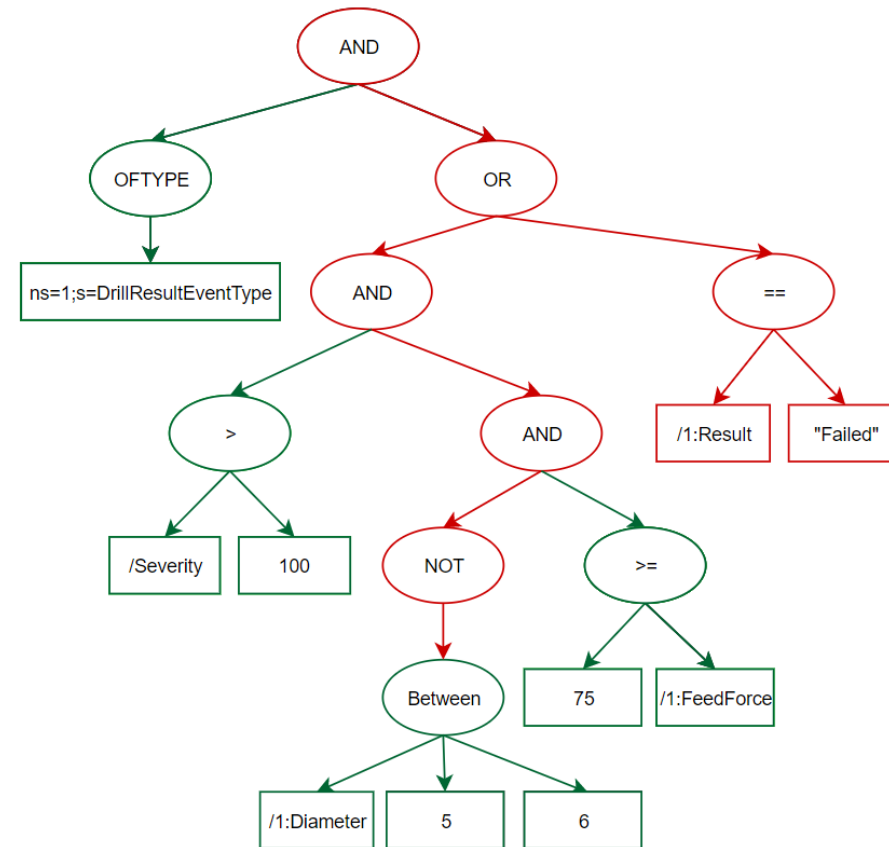 AND
OFTYPE
OR
ns=1;s=DrillResultEventType
AND
==
>
AND
/1:Result
"Failed"
/Severity
100
NOT
>=
Between
75
/1:FeedForce
/1:Diameter
5
6